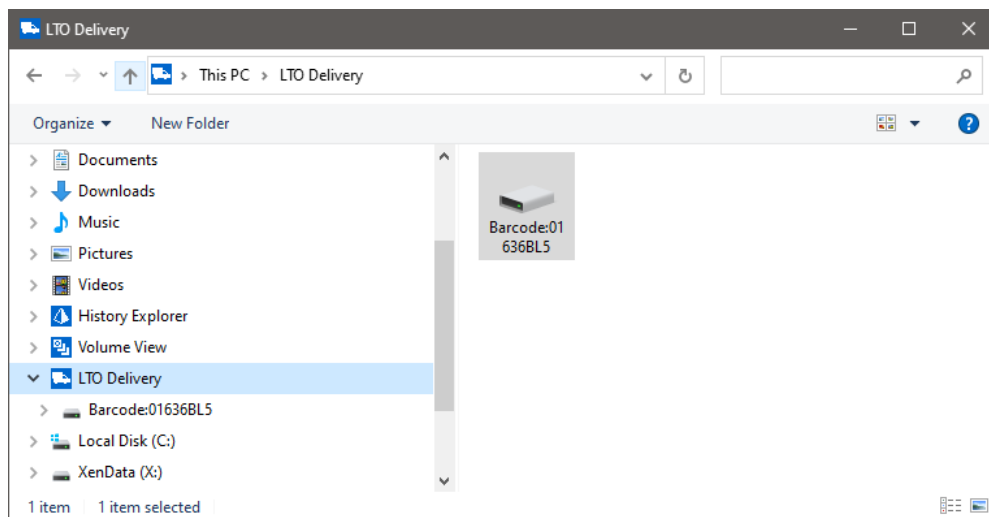 LTO Delivery
This PC > LTO Delivery
Organize
New Folder
Documents
Downloads
Music
Pictures
Videos
History Explorer
Volume View
LTO Delivery
Barcode:01636BL5
Local Disk (C:)
XenData (X:)
Barcode:01
636BL5
1 item
1 item selected